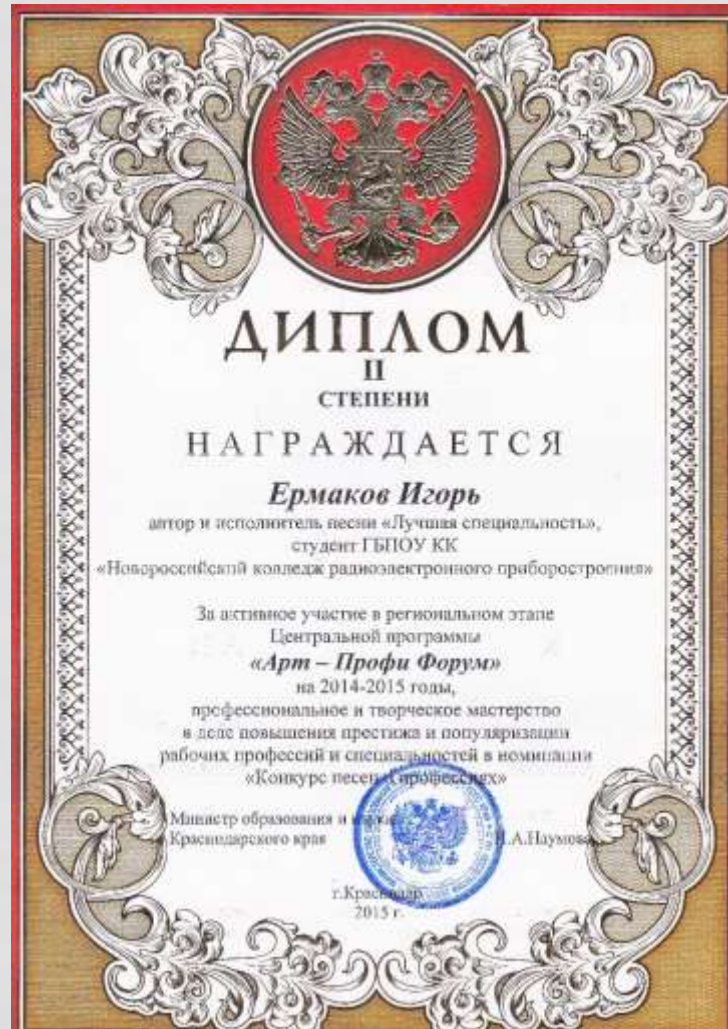 ДИПЛОМ
II
СТЕПЕНИ
НАГРАЖДАЕТСЯ
Ермаков Игорь
автор и исполнитель песни «Лучшая специальность»,
студент ГБПОУ КК
«Новороссийский колледж радиоэлектронного приборостроения»
За активное участие в региональном этапе
Центральной программы
«Арт – Профи Форум»
на 2014-2015 годы,
профессиональное и творческое мастерство
в деле повышения престижа и популяризации
рабочих профессий и специальностей в номинации
«Конкурс песен о профессиях»
Министр образования и науки
Краснодарского края
Н.А.Наумова
г.Краснодар
2015 г.